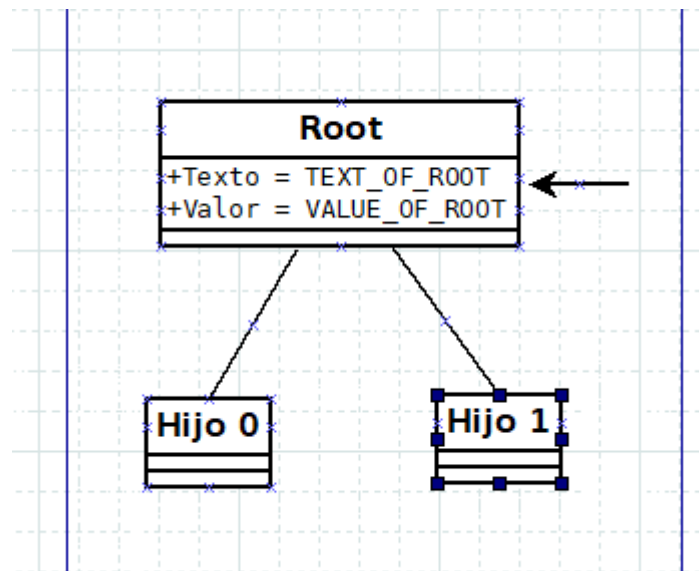 Root
+Texto = TEXT_OF_ROOT
+Valor = VALUE_OF_ROOT
Hijo 0
Hijo 1